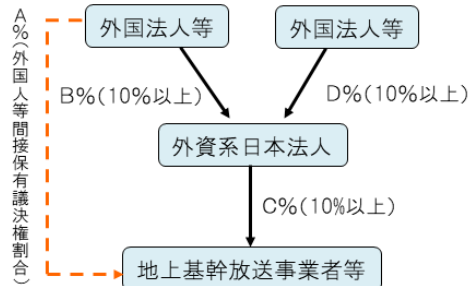 外国法人等
外国法人等
A%(外国人等間接保有議決権割合)
B%(10%以上)
D%(10%以上)
外資系日本法人
C%(10%以上)
地上基幹放送事業者等